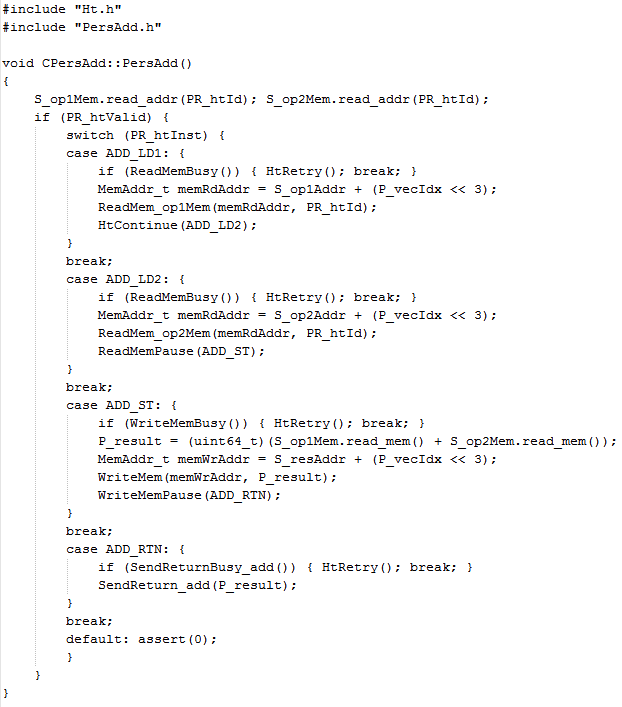 #include "Ht.h"
#include "PersAdd.h"

void CPersAdd::PersAdd()
{
    S_op1Mem.read_addr(PR_htId); S_op2Mem.read_addr(PR_htId);
    if (PR_htValid) {
        switch (PR_htInst) {
        case ADD_LD1: {
            if (ReadMemBusy()) { HtRetry(); break; }
            MemAddr_t memRdAddr = S_op1Addr + (P_vecIdx << 3);
            ReadMem_op1Mem(memRdAddr, PR_htId);
            HtContinue(ADD_LD2);
        }
        break;
        case ADD_LD2: {
            if (ReadMemBusy()) { HtRetry(); break; }
            MemAddr_t memRdAddr = S_op2Addr + (P_vecIdx << 3);
            ReadMem_op2Mem(memRdAddr, PR_htId);
            ReadMemPause(ADD_ST);
        }
        break;
        case ADD_ST: {
            if (WriteMemBusy()) { HtRetry(); break; }
            P_result = (uint64_t)(S_op1Mem.read_mem() + S_op2Mem.read_mem());
            MemAddr_t memWrAddr = S_resAddr + (P_vecIdx << 3);
            WriteMem(memWrAddr, P_result);
            WriteMemPause(ADD_RTN);
        }
        break;
        case ADD_RTN: {
            if (SendReturnBusy_add()) { HtRetry(); break; }
            SendReturn_add(P_result);
        }
        break;
        default: assert(0);
        }
    }
}